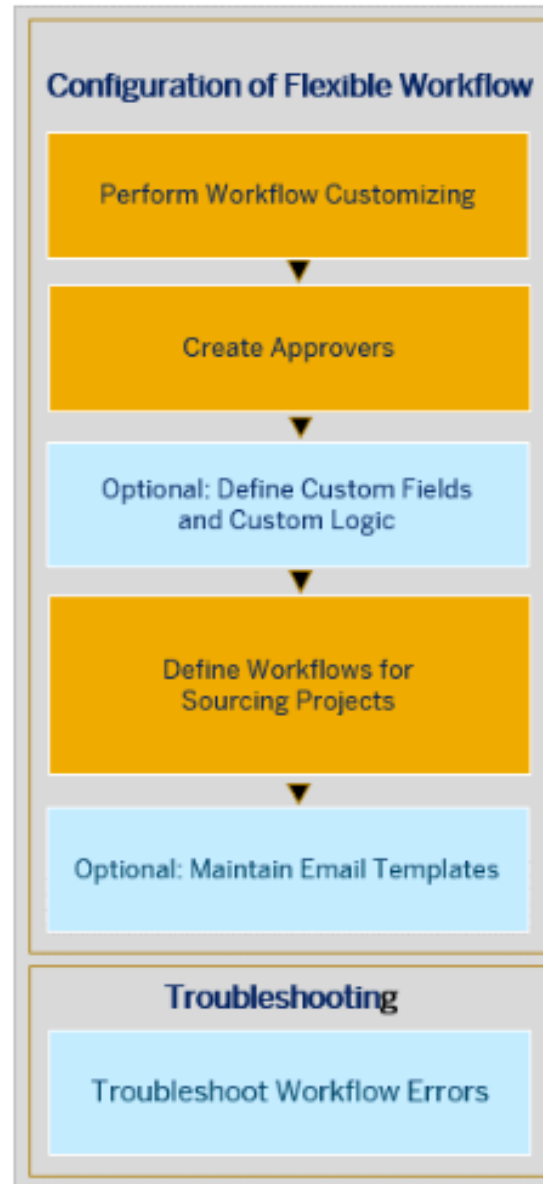 Configuration of Flexible Workflow
Perform Workflow Customizing
Create Approvers
Optional: Define Custom Fields
and Custom Logic
Define Workflows for
Sourcing Projects
Optional: Maintain Email Templates
Troubleshooting
Troubleshoot Workflow Errors